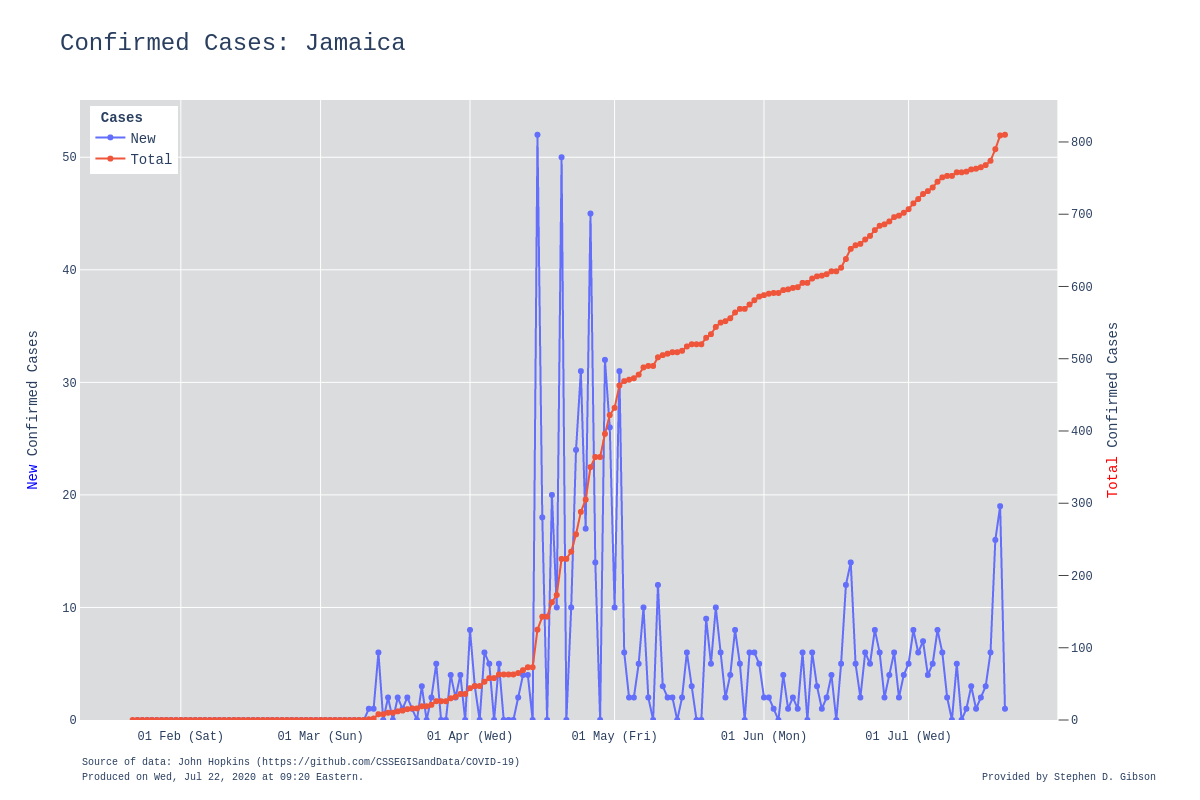 Confirmed Cases: Jamaica
Cases
New
Total
50
40
30
20
10
0
800
700
600
500
400
300
200
100
0
New Confirmed Cases
Total Confirmed Cases
01 Feb (Sat)
01 Mar (Sun)
01 Apr (Wed)
01 May (Fri)
01 Jun (Mon)
01 Jul (Wed)
Source of data: John Hopkins (https://github.com/CSSEGISandData/COVID-19)
Produced on Wed, Jul 22, 2020 at 09:20 Eastern.
Provided by Stephen D. Gibson